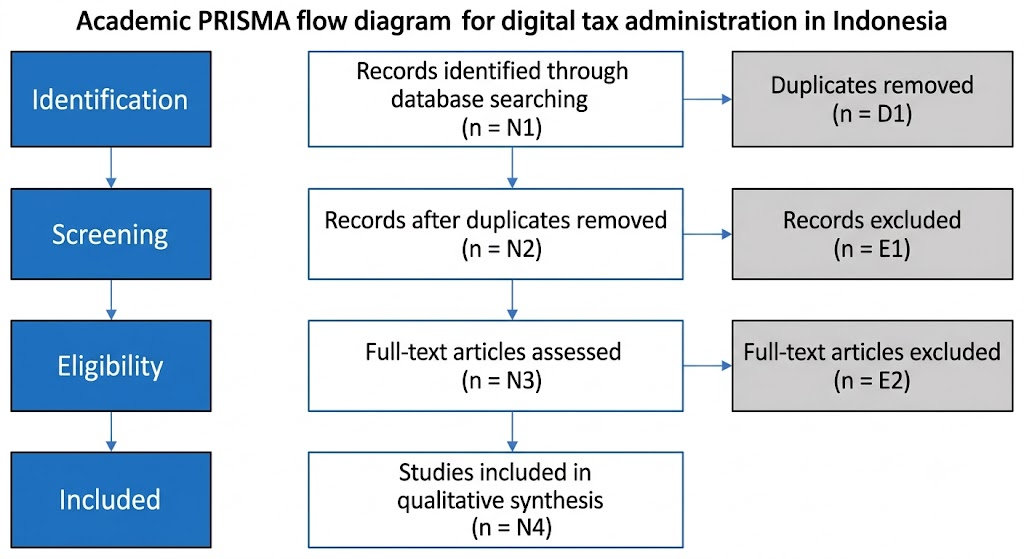 Academic PRISMA flow diagram for digital tax administration in Indonesia
Identification
Records identified through
database searching
(n = N1)
Duplicates removed
(n = D1)
Screening
Records after duplicates removed
(n = N2)
Records excluded
(n = E1)
Eligibility
Full-text articles assessed
(n = N3)
Full-text articles excluded
(n = E2)
Included
Studies included in
qualitative synthesis
(n = N4)